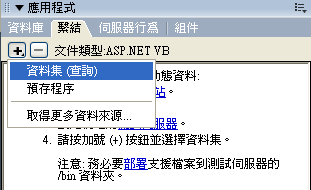 應用程式
資料庫 繫結 伺服器行為 組件
文件類型:ASP.NET VB
資料集 (查詢)
動態資料:
預存程序
站。
取得更多資料來源...
服器。
4. 請按加號 (+) 按鈕並選擇資料集。
注意: 務必要部署支援檔案到測試伺服器的
/bin 資料夾。